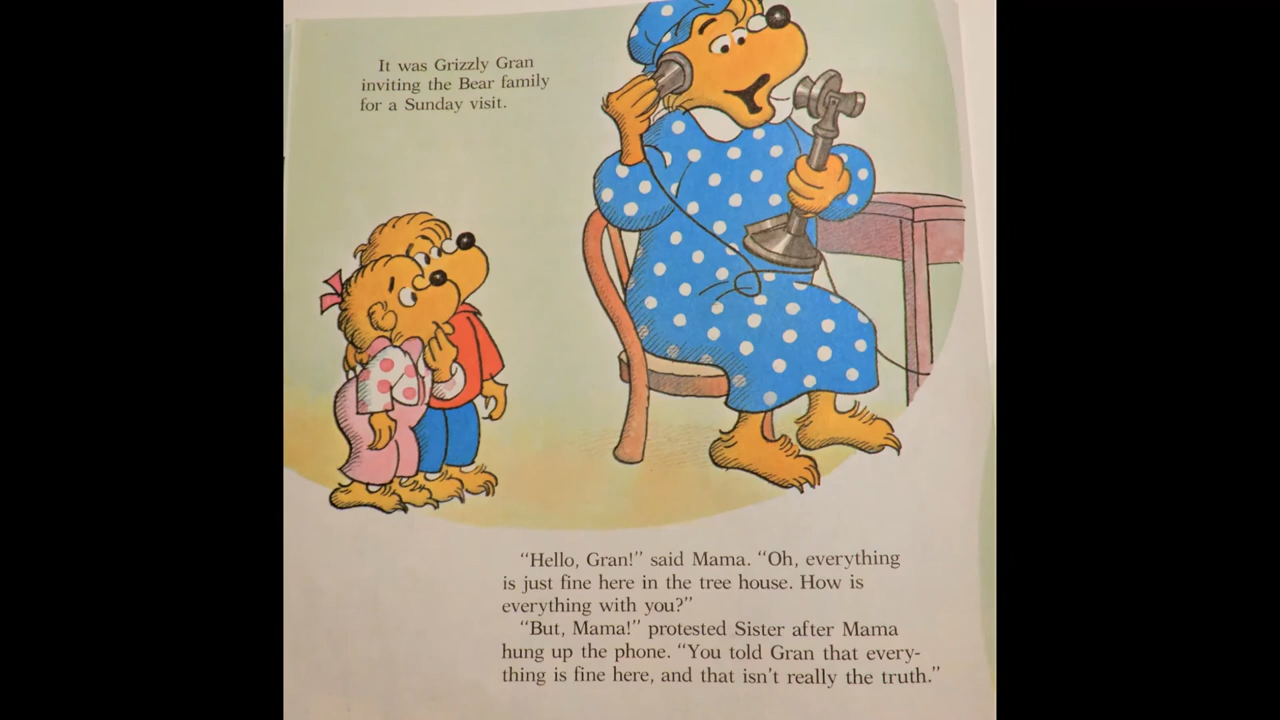 It was Grizzly Gran
inviting the Bear family
for a Sunday visit.
“Hello, Gran!” said Mama. “Oh, everything
is just fine here in the tree house. How is
everything with you?”
“But, Mama!” protested Sister after Mama
hung up the phone. “You told Gran that every-
thing is fine here, and that isn't really the truth.”